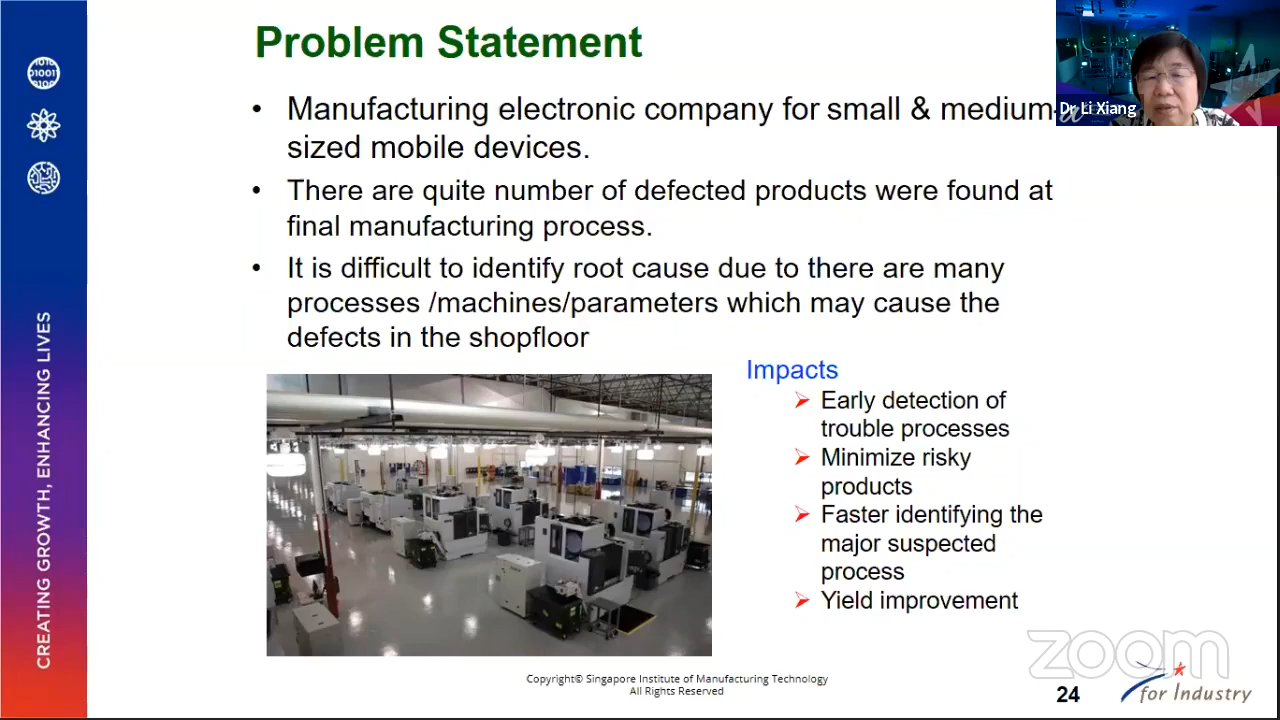 Problem Statement
Dr Li Xiang
• Manufacturing electronic company for small & medium-
sized mobile devices.
• There are quite number of defected products were found at
final manufacturing process.
• It is difficult to identify root cause due to there are many
processes /machines/parameters which may cause the
defects in the shopfloor
Impacts
➢ Early detection of
trouble processes
➢ Minimize risky
products
➢ Faster identifying the
major suspected
process
➢ Yield improvement
CREATING GROWTH, ENHANCING LIVES
Copyright© Singapore Institute of Manufacturing Technology
All Rights Reserved
24
zoom
for Industry